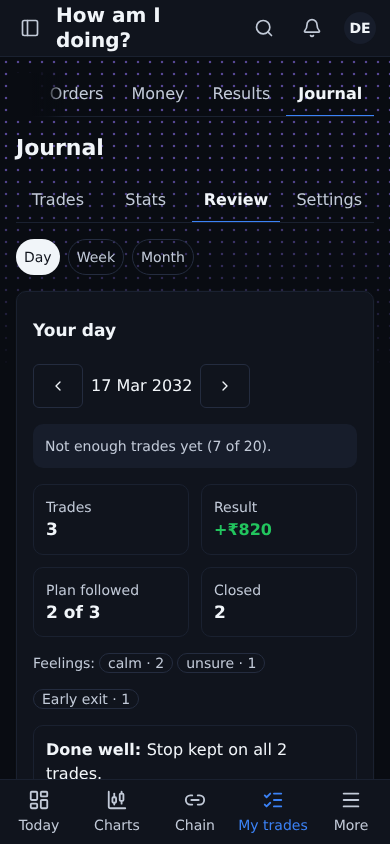 How am I
doing?
DE
Orders Money Results Journal
Journal
Trades Stats Review Settings
Day Week Month
Your day
17 Mar 2032
Not enough trades yet (7 of 20).
Trades
3
Result
+₹820
Plan followed
2 of 3
Closed
2
Feelings: calm · 2 unsure · 1
Early exit · 1
Done well: Stop kept on all 2
trades.
Today Charts Chain My trades More